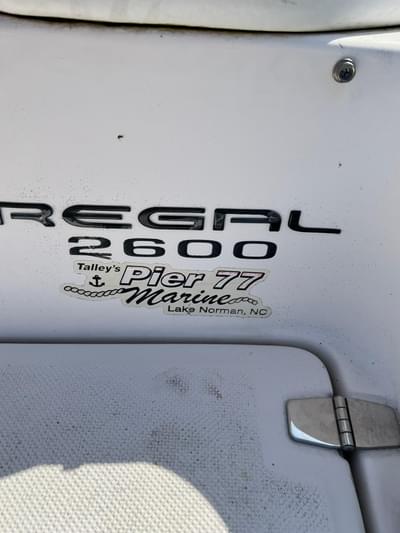 REGAL
2600
Talley's
Pier 77
Marine
Lake Norman, NC